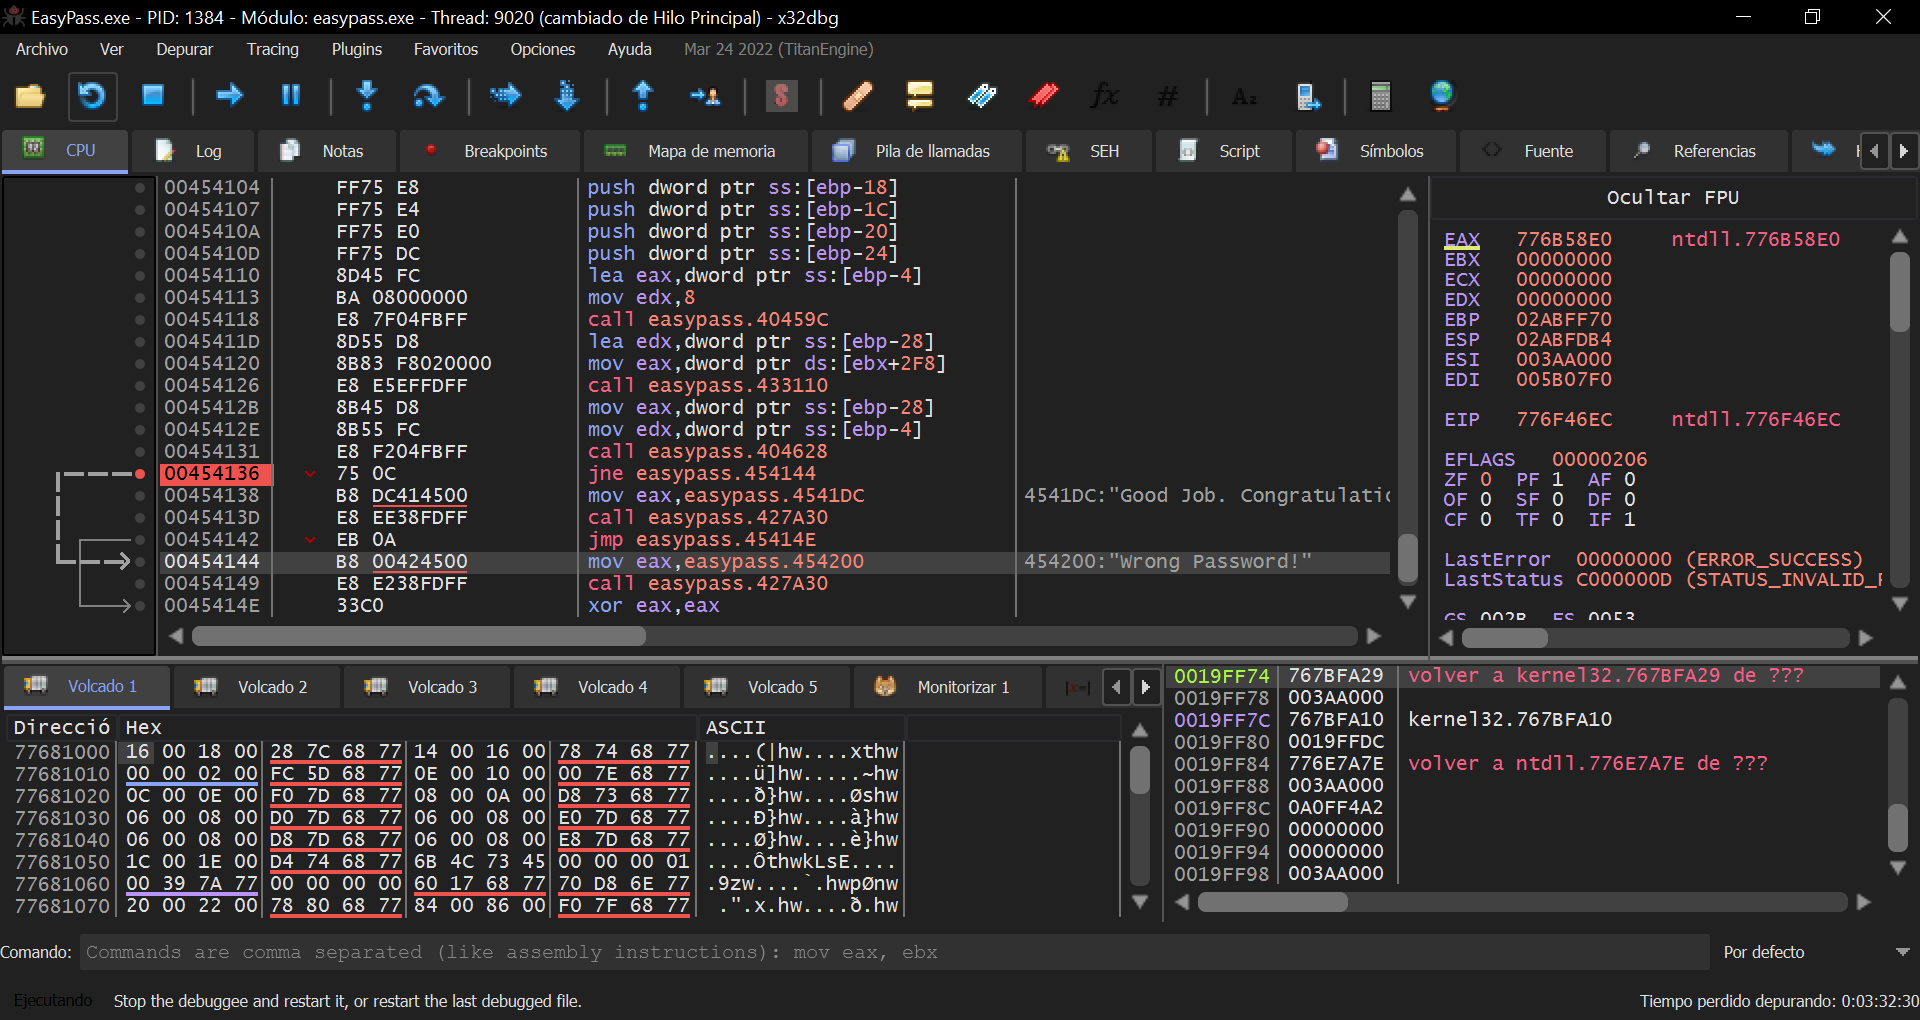 EasyPass.exe - PID: 1384 - Módulo: easypass.exe - Thread: 9020 (cambiado de Hilo Principal) - x32dbg
Archivo Ver Depurar Tracing Plugins Favoritos Opciones Ayuda Mar 24 2022 (TitanEngine)
CPU Log Notas Breakpoints Mapa de memoria Pila de llamadas SEH Script Símbolos Fuente Referencias
00454104 FF75 E8 push dword ptr ss:[ebp-18]
00454107 FF75 E4 push dword ptr ss:[ebp-1C]
0045410A FF75 E0 push dword ptr ss:[ebp-20]
0045410D FF75 DC push dword ptr ss:[ebp-24]
00454110 8D45 FC lea eax,dword ptr ss:[ebp-4]
00454113 BA 08000000 mov edx,8
00454118 E8 7F04FBFF call easypass.40459C
0045411D 8D55 D8 lea edx,dword ptr ss:[ebp-28]
00454120 8B83 F8020000 mov eax,dword ptr ds:[ebx+2F8]
00454126 E8 E5EFFDFF call easypass.433110
0045412B 8B45 D8 mov eax,dword ptr ss:[ebp-28]
0045412E 8B55 FC mov edx,dword ptr ss:[ebp-4]
00454131 E8 F204FBFF call easypass.404628
00454136 75 0C jne easypass.454144
00454138 B8 DC414500 mov eax,easypass.4541DC 4541DC:"Good Job. Congratulatic
0045413D E8 EE38FDFF call easypass.427A30
00454142 EB 0A jmp easypass.45414E
00454144 B8 00424500 mov eax,easypass.454200 454200:"Wrong Password!"
00454149 E8 E238FDFF call easypass.427A30
0045414E 33C0 xor eax,eax
Ocultar FPU
EAX 776B58E0 ntdll.776B58E0
EBX 00000000
ECX 00000000
EDX 00000000
EBP 02ABFF70
ESP 02ABFDB4
ESI 003AA000
EDI 005B07F0
EIP 776F46EC ntdll.776F46EC
EFLAGS 00000206
ZF 0 PF 1 AF 0
OF 0 SF 0 DF 0
CF 0 TF 0 IF 1
LastError 00000000 (ERROR_SUCCESS)
LastStatus C000000D (STATUS_INVALID_
GS 002B FS 0053
Volcado 1 Volcado 2 Volcado 3 Volcado 4 Volcado 5 Monitorizar 1
Direcció Hex ASCII
77681000 16 00 18 00 28 7C 68 77 14 00 16 00 78 74 68 77 ....(|hw....xthw
77681010 00 00 02 00 FC 5D 68 77 0E 00 10 00 00 7E 68 77 ....ü]hw.....~hw
77681020 0C 00 0E 00 F0 7D 68 77 08 00 0A 00 D8 73 68 77 ....ð}hw....Øshw
77681030 06 00 08 00 D0 7D 68 77 06 00 08 00 E0 7D 68 77 ....Ð}hw....à}hw
77681040 06 00 08 00 D8 7D 68 77 06 00 08 00 E8 7D 68 77 ....Ø}hw....è}hw
77681050 1C 00 1E 00 D4 74 68 77 6B 4C 73 45 00 00 00 01 ....ÔthwkLsE....
77681060 00 39 7A 77 00 00 00 00 60 17 68 77 70 D8 6E 77 .9zw....`.hwpØnw
77681070 20 00 22 00 78 80 68 77 84 00 86 00 F0 7F 68 77 .".x.hw....ð.hw
0019FF74 767BFA29 volver a kernel32.767BFA29 de ???
0019FF78 003AA000
0019FF7C 767BFA10 kernel32.767BFA10
0019FF80 0019FFDC
0019FF84 776E7A7E volver a ntdll.776E7A7E de ???
0019FF88 003AA000
0019FF8C 0A0FF4A2
0019FF90 00000000
0019FF94 00000000
0019FF98 003AA000
Comando: Commands are comma separated (like assembly instructions): mov eax, ebx Por defecto
Ejecutando Stop the debuggee and restart it, or restart the last debugged file. Tiempo perdido depurando: 0:03:32:30